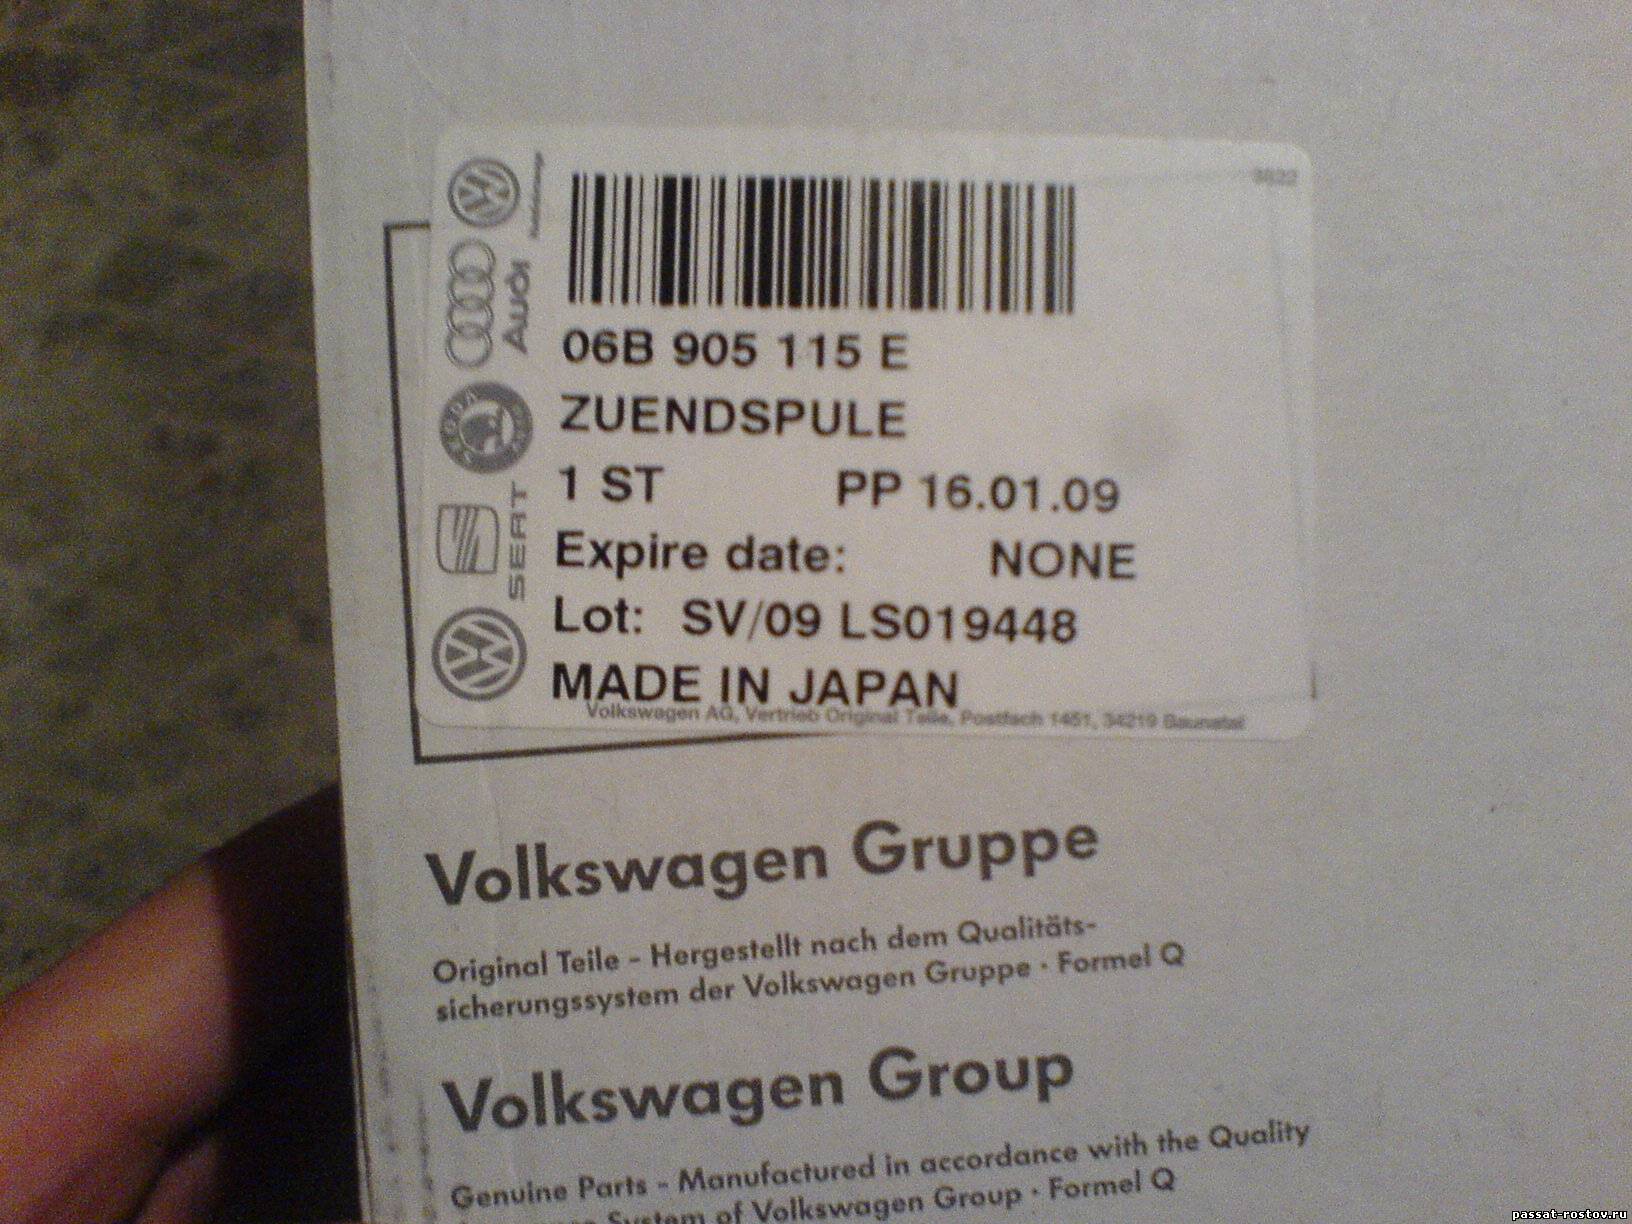 06B 905 115 E
ZUENDSPULE
1 ST PP 16.01.09
Expire date: NONE
Lot: SV/09 LS019448
MADE IN JAPAN
Volkswagen AG, Vertrieb Original Teile, Postfach 1451, 34219 Baunatal
Audi
SKODA
SEAT
Volkswagen Gruppe
Original Teile - Hergestellt nach dem Qualitäts-
sicherungssystem der Volkswagen Gruppe · Formel Q
Volkswagen Group
Genuine Parts - Manufactured in accordance with the Quality
System of Volkswagen Group · Formel Q
passat-rostov.ru